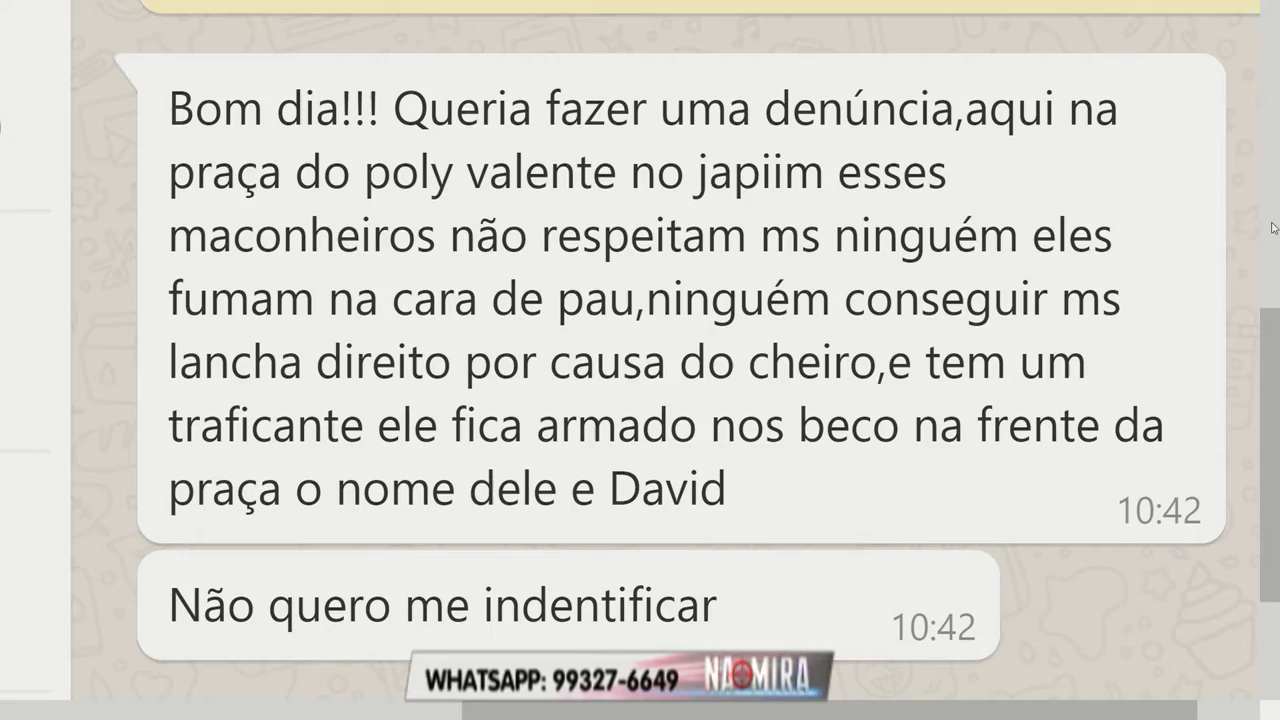 Bom dia!!! Queria fazer uma denúncia,aqui na
praça do poly valente no japiim esses
maconheiros não respeitam ms ninguém eles
fumam na cara de pau,ninguém conseguir ms
lancha direito por causa do cheiro,e tem um
traficante ele fica armado nos beco na frente da
praça o nome dele e David
10:42
Não quero me indentificar
10:42
WHATSAPP: 99327-6649 NA MIRA